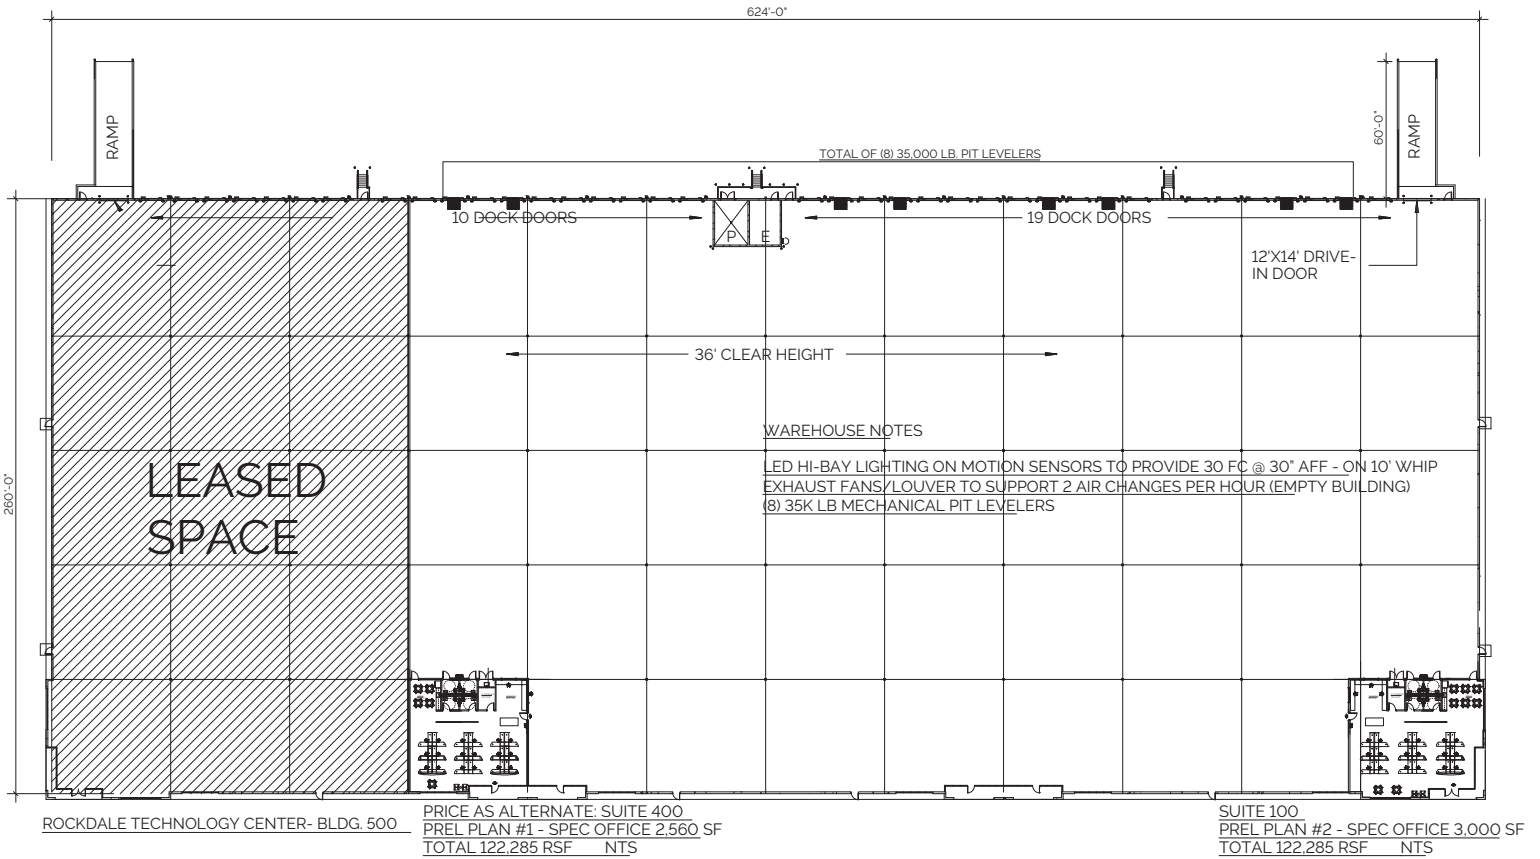 624'-0"
RAMP
60'-0"
RAMP
TOTAL OF (8) 35,000 LB. PIT LEVELERS
10 DOCK DOORS
19 DOCK DOORS
P
E
12'X14' DRIVE-
IN DOOR
36' CLEAR HEIGHT
WAREHOUSE NOTES
LED HI-BAY LIGHTING ON MOTION SENSORS TO PROVIDE 30 FC @ 30" AFF - ON 10' WHIP
EXHAUST FANS/LOUVER TO SUPPORT 2 AIR CHANGES PER HOUR (EMPTY BUILDING)
(8) 35K LB MECHANICAL PIT LEVELERS
LEASED
SPACE
260'-0"
ROCKDALE TECHNOLOGY CENTER- BLDG. 500
PRICE AS ALTERNATE: SUITE 400
PREL PLAN #1 - SPEC OFFICE 2,560 SF
TOTAL 122,285 RSF NTS
SUITE 100
PREL PLAN #2 - SPEC OFFICE 3,000 SF
TOTAL 122,285 RSF NTS